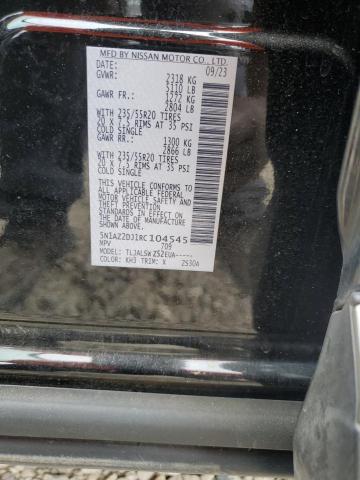 MFD BY NISSAN MOTOR CO., LTD.
DATE: 09/23
GVWR: 2318 KG
5110 LB
GAWR FR.: 1272 KG
2804 LB
WITH 235/55R20 TIRES
20 x 7.5 RIMS AT 35 PSI
COLD SINGLE
GAWR RR.: 1300 KG
2866 LB
WITH 235/55R20 TIRES
20 x 7.5 RIMS AT 35 PSI
COLD SINGLE
THIS VEHICLE CONFORMS TO
ALL APPLICABLE FEDERAL
MOTOR VEHICLE SAFETY AND
THEFT PREVENTION
STANDARDS IN EFFECT ON
THE DATE OF MANUFACTURE
SHOWN ABOVE.
5N1AZ2DJ1RC104545
MPV 709
MODEL: TLJALSWZ52EUA-----
COLOR: KH3 TRIM: X Z530A